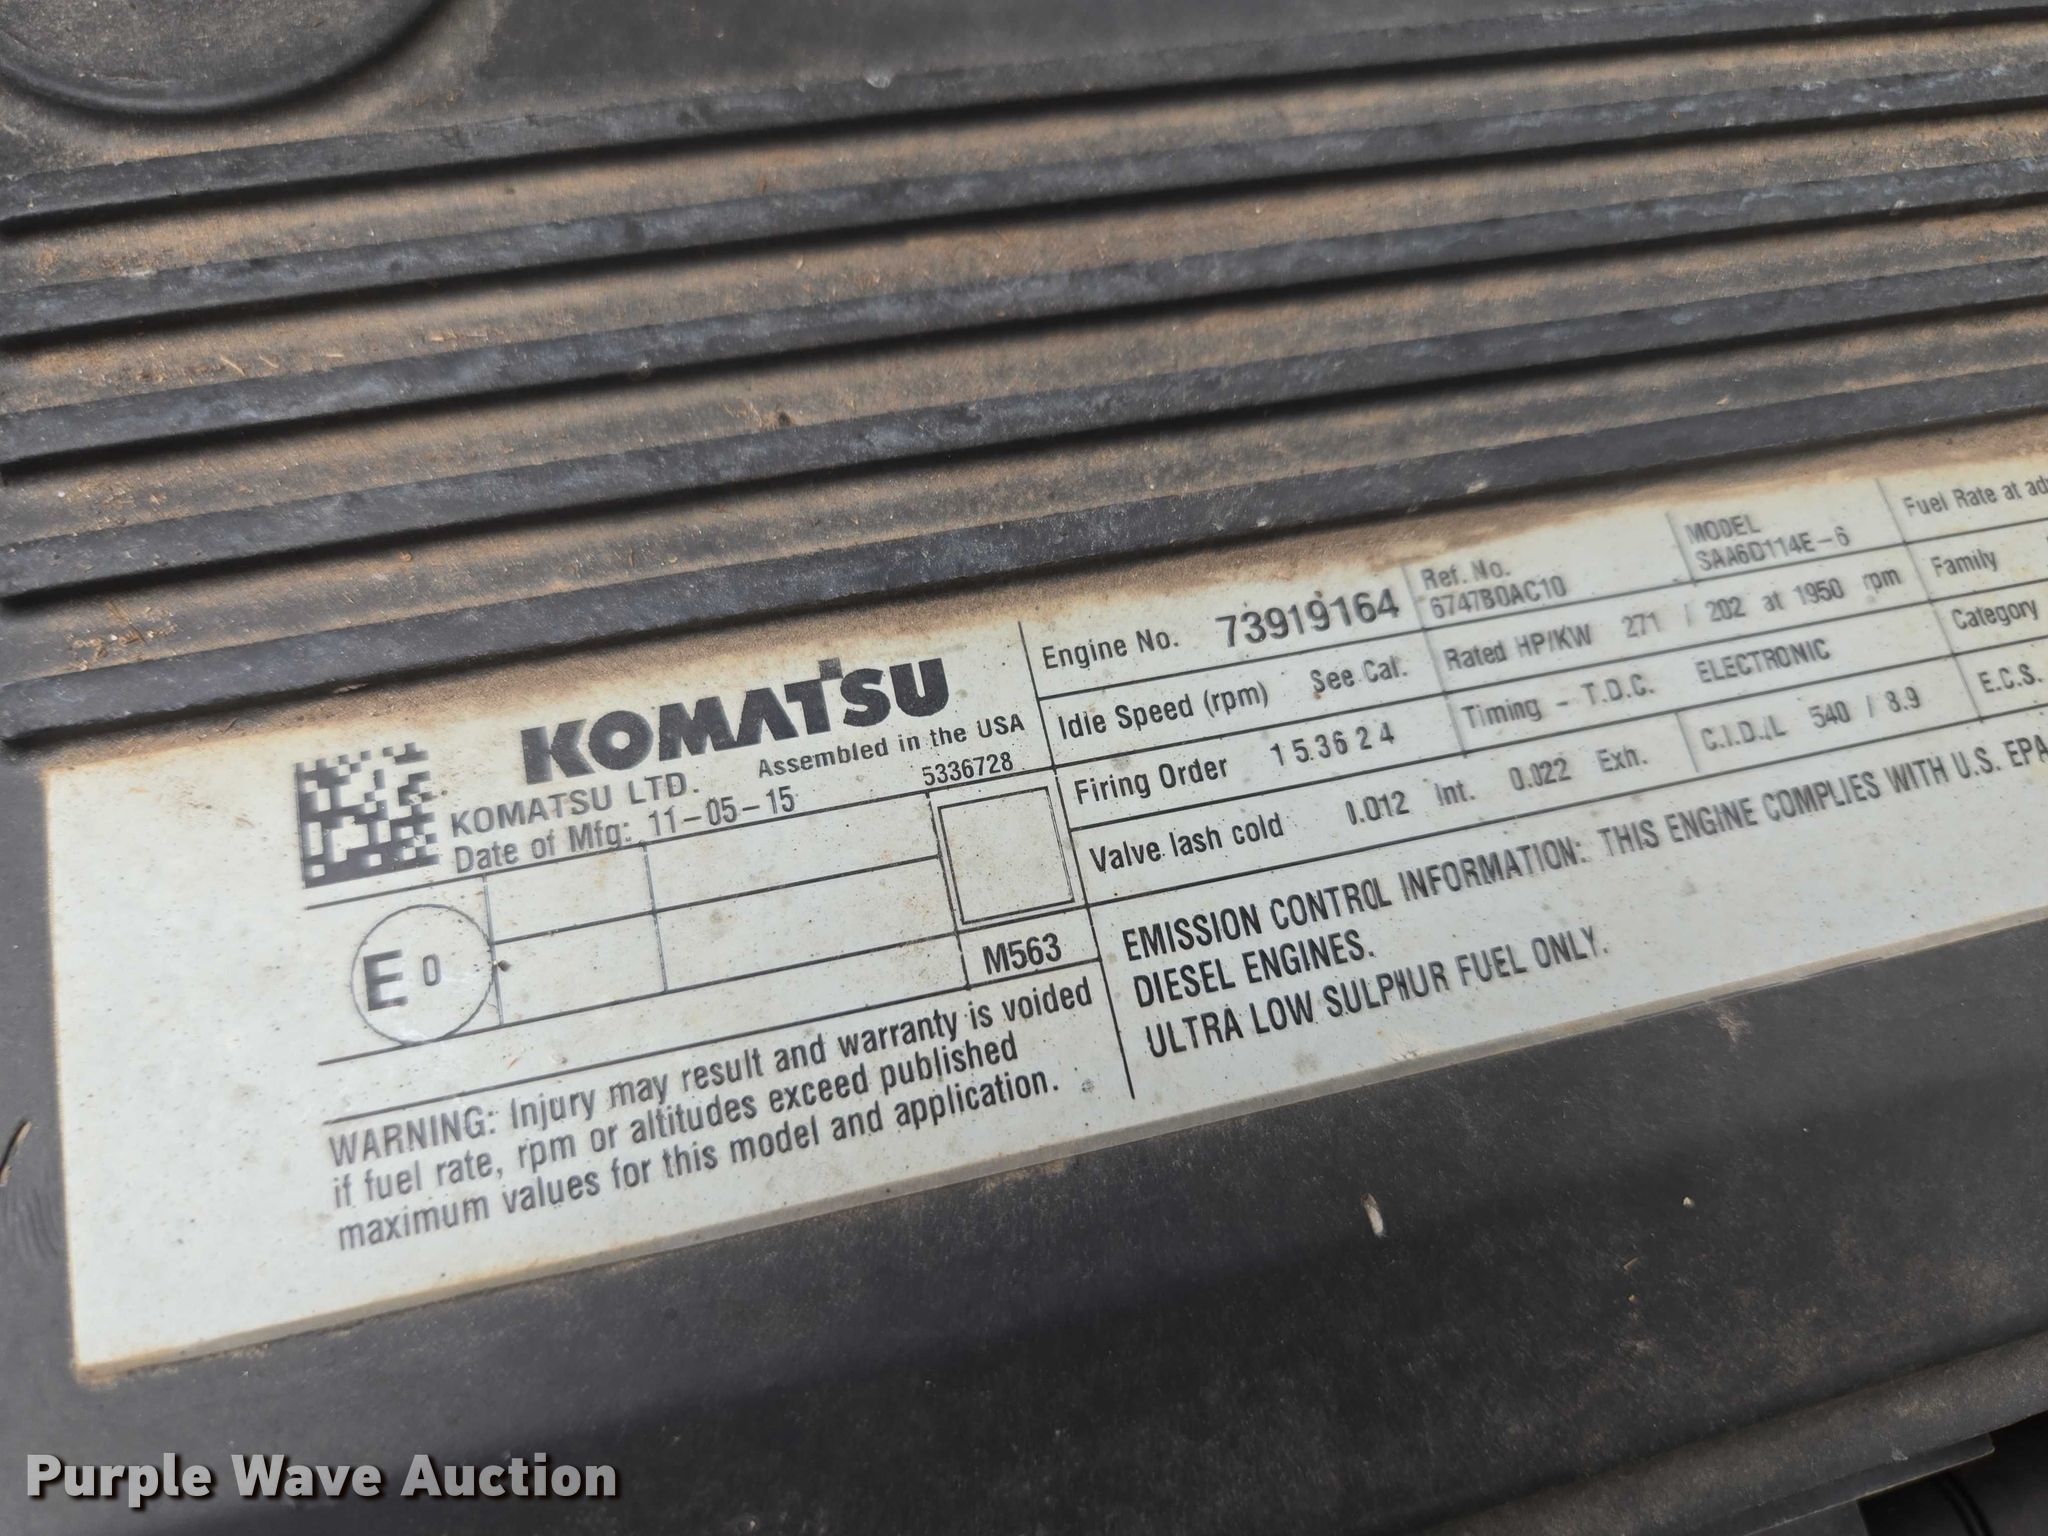 KOMATSU
Assembled in the USA
KOMATSU LTD.
5336728
Date of Mfg: 11-05-15
E 0
M563
WARNING: Injury may result and warranty is voided
if fuel rate, rpm or altitudes exceed published
maximum values for this model and application.
Engine No. 73919164
Ref. No.
6747B0AC10
MODEL
SAA6D114E-6
Fuel Rate at
Idle Speed (rpm) See Cal.
Rated HP/KW 271 / 202 at 1950 rpm
Family
Firing Order 1 5 3 6 2 4
Timing - T.D.C. ELECTRONIC
Category
Valve lash cold 0.012 Int. 0.022 Exh.
C.I.D./L 540 / 8.9
E.C.S.
EMISSION CONTROL INFORMATION: THIS ENGINE COMPLIES WITH U.S. EPA
DIESEL ENGINES.
ULTRA LOW SULPHUR FUEL ONLY.
Purple Wave Auction